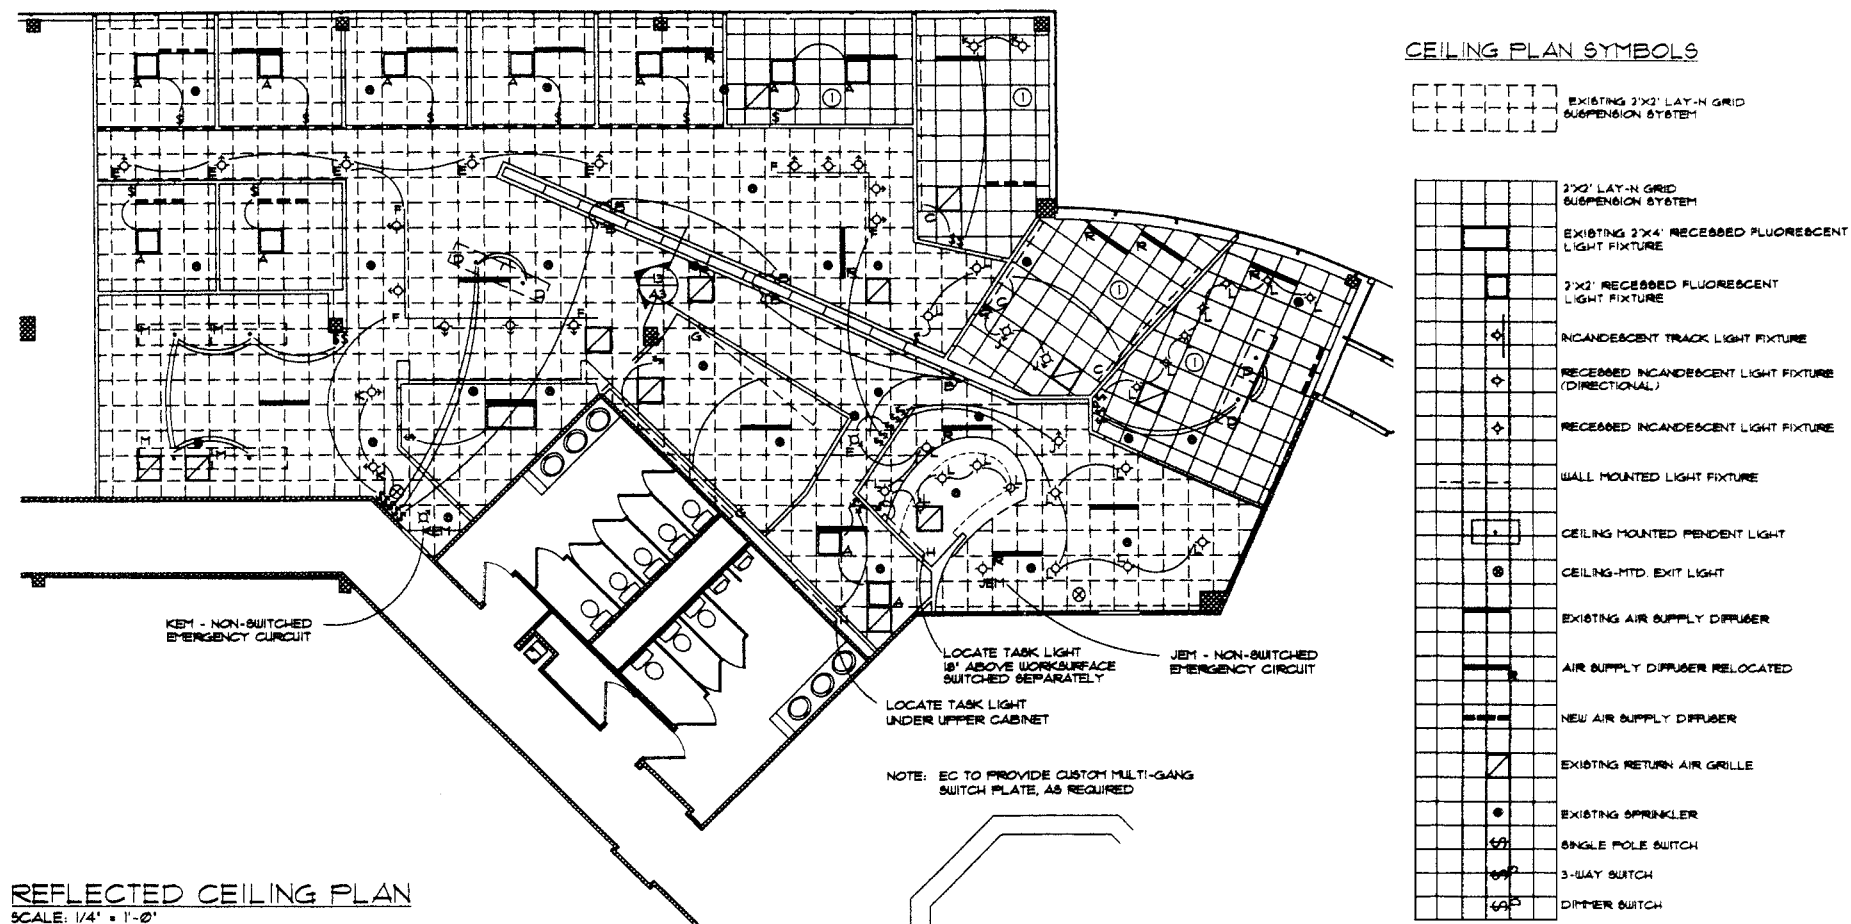 CEILING PLAN SYMBOLS
EXISTING 2'X2' LAY-N GRID
SUSPENSION SYSTEM
2'X2' LAY-N GRID
SUSPENSION SYSTEM
EXISTING 2'X4' RECESSED FLUORESCENT
LIGHT FIXTURE
2'X2' RECESSED FLUORESCENT
LIGHT FIXTURE
INCANDESCENT TRACK LIGHT FIXTURE
RECESSED INCANDESCENT LIGHT FIXTURE
(DIRECTIONAL)
RECESSED INCANDESCENT LIGHT FIXTURE
WALL MOUNTED LIGHT FIXTURE
CEILING MOUNTED PENDENT LIGHT
CEILING-MTD. EXIT LIGHT
EXISTING AIR SUPPLY DIFFUSER
AIR SUPPLY DIFFUSER RELOCATED
NEW AIR SUPPLY DIFFUSER
EXISTING RETURN AIR GRILLE
EXISTING SPRINKLER
SINGLE POLE SWITCH
3-WAY SWITCH
DIMMER SWITCH
KEM - NON-SWITCHED
EMERGENCY CIRCUIT
LOCATE TASK LIGHT
18" ABOVE WORKSURFACE
SWITCHED SEPARATELY
JEM - NON-SWITCHED
EMERGENCY CIRCUIT
LOCATE TASK LIGHT
UNDER UPPER CABINET
NOTE: EC TO PROVIDE CUSTOM MULTI-GANG
SWITCH PLATE, AS REQUIRED
JEM
A3
REFLECTED CEILING PLAN
SCALE: 1/4" = 1'-0"